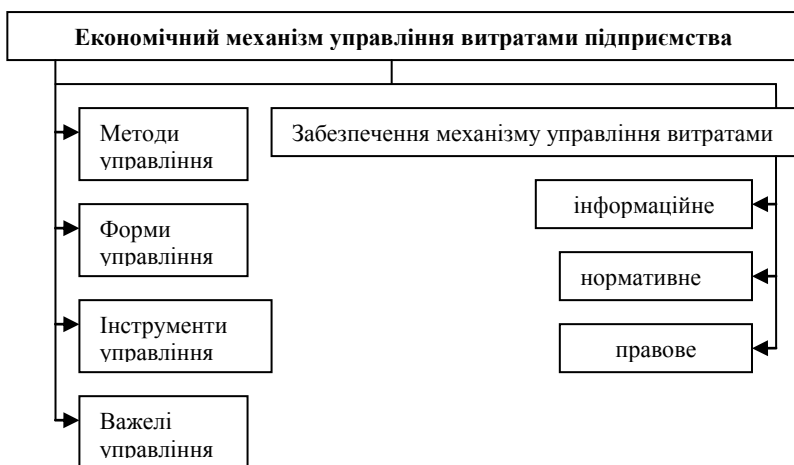 Економічний механізм управління витратами підприємства
Методи
управління
Забезпечення механізму управління витратами
інформаційне
Форми
управління
нормативне
Інструменти
управління
правове
Важелі
управління